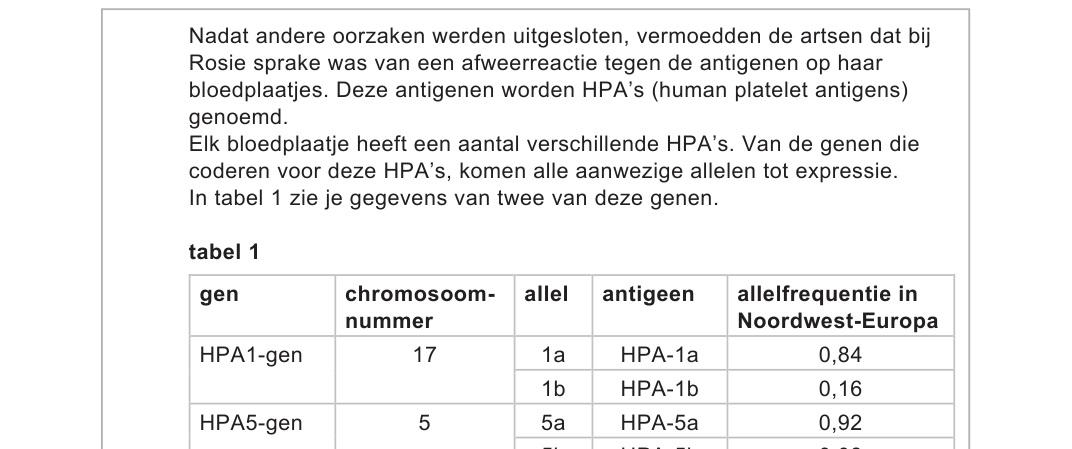 Nadat andere oorzaken werden uitgesloten, vermoedden de artsen dat bij
Rosie sprake was van een afweerreactie tegen de antigenen op haar
bloedplaatjes. Deze antigenen worden HPA’s (human platelet antigens)
genoemd.
Elk bloedplaatje heeft een aantal verschillende HPA’s. Van de genen die
coderen voor deze HPA’s, komen alle aanwezige allelen tot expressie.
In tabel 1 zie je gegevens van twee van deze genen.
tabel 1
gen chromosoom- allel antigeen allelfrequentie in
nummer Noordwest-Europa
HPA1-gen 17 1a HPA-1a 0,84
1b HPA-1b 0,16
HPA5-gen 5 5a HPA-5a 0,92